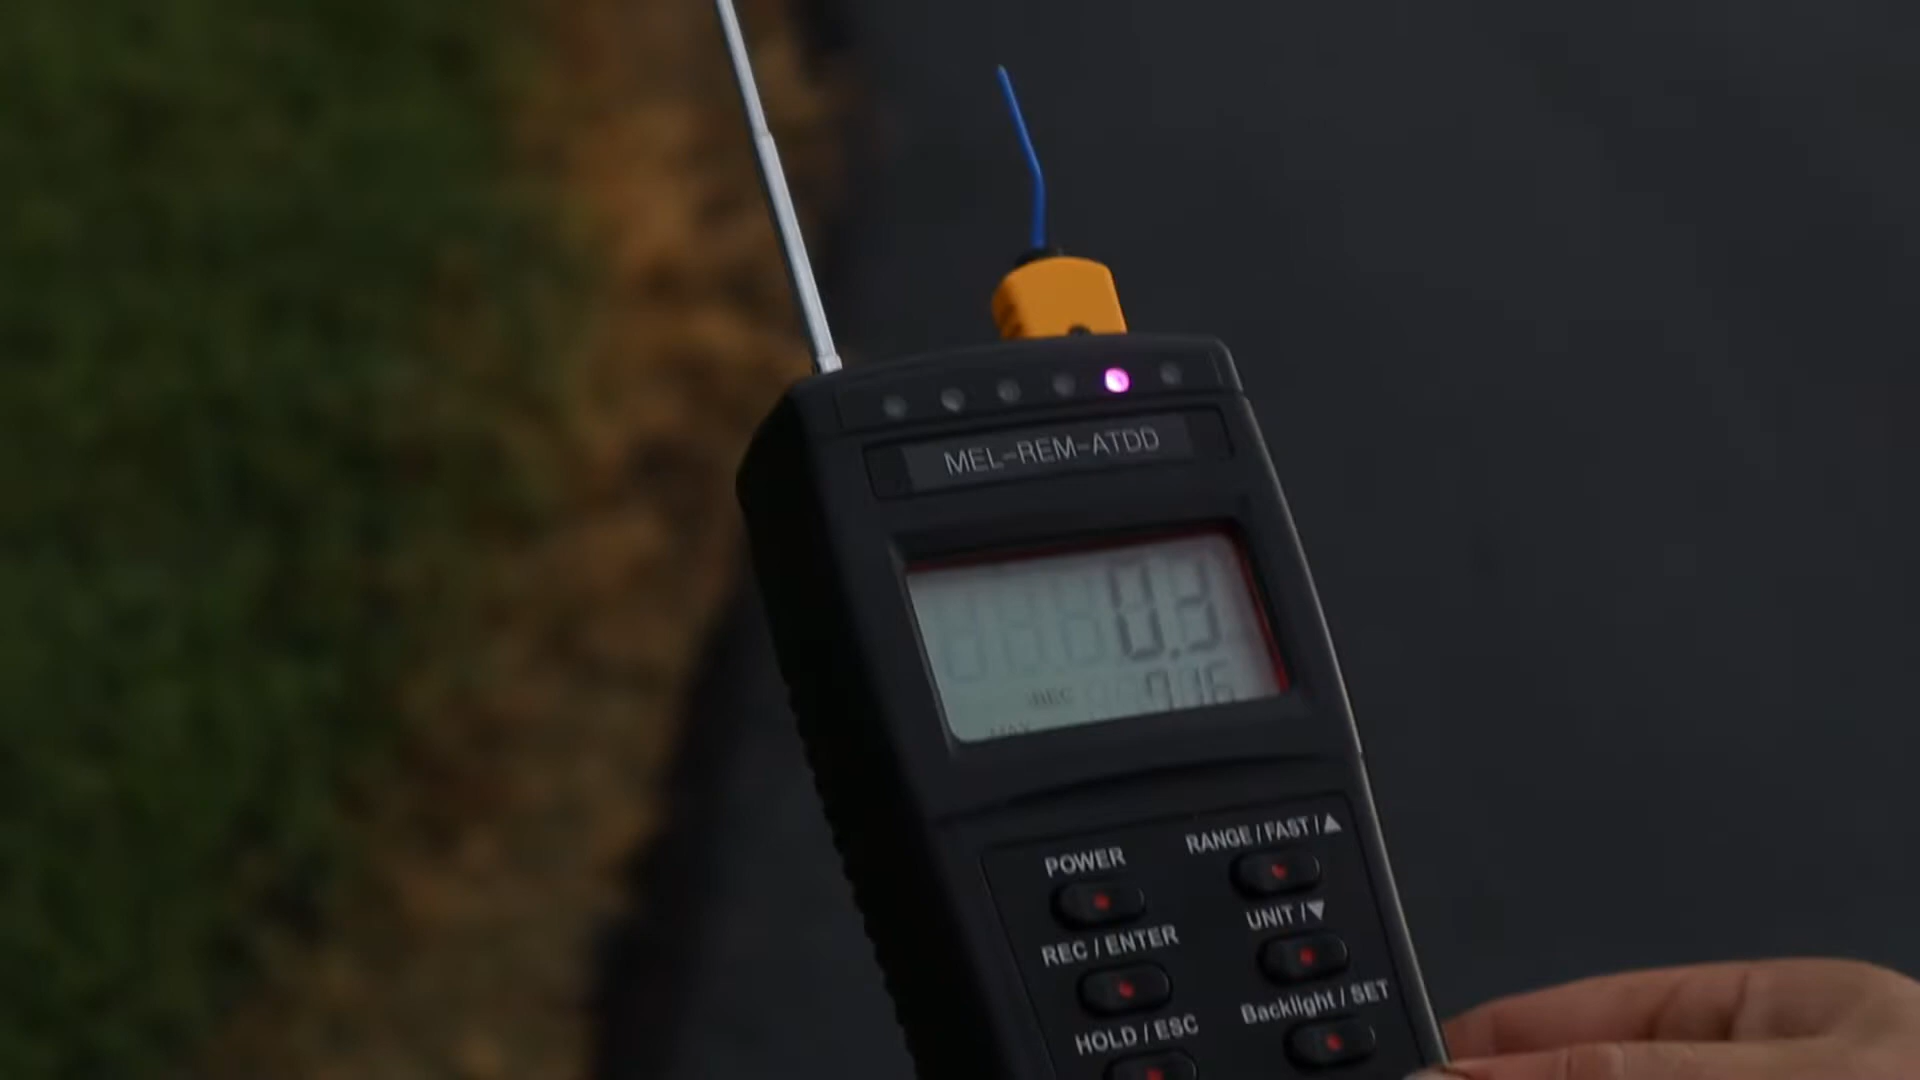 MEL-REM-ATDD
0.3
REC
POWER
RANGE / FAST / ▲
REC / ENTER
UNIT / ▼
HOLD / ESC
Backlight / SET